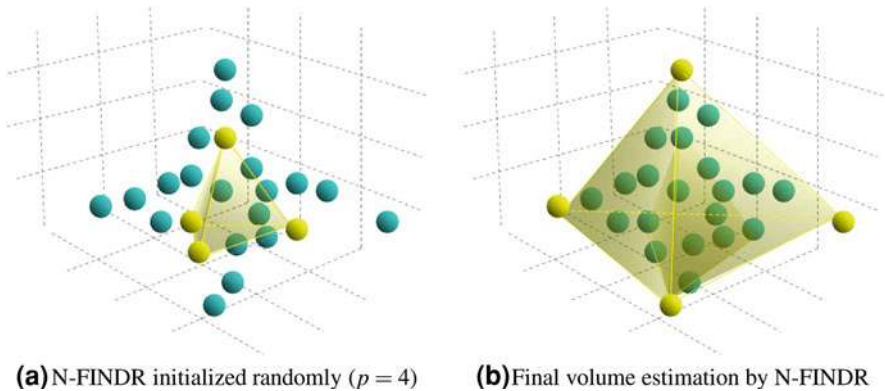 (a) N-FINDR initialized randomly (p = 4)
(b) Final volume estimation by N-FINDR